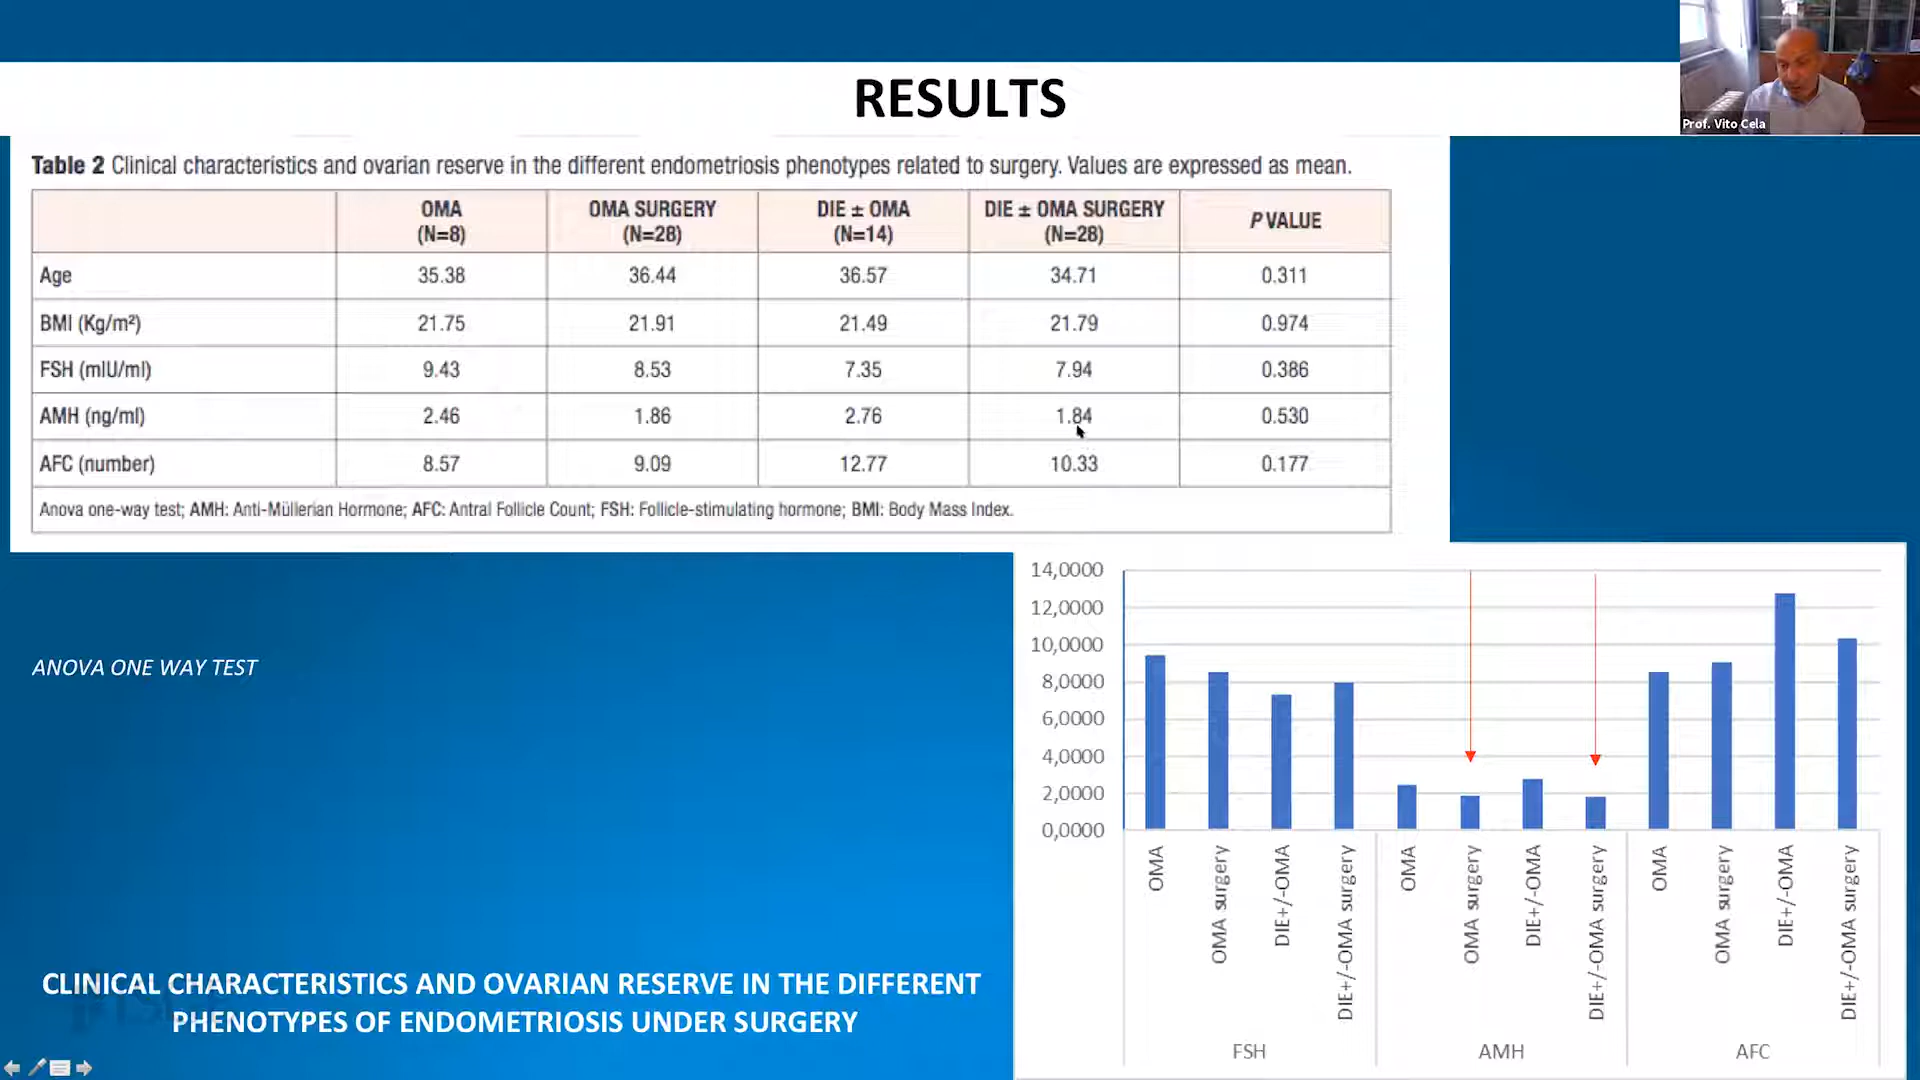 RESULTS
Prof. Vito Cela
Table 2 Clinical characteristics and ovarian reserve in the different endometriosis phenotypes related to surgery. Values are expressed as mean.
OMA (N=8) OMA SURGERY (N=28) DIE ± OMA (N=14) DIE ± OMA SURGERY (N=28) P VALUE
Age 35.38 36.44 36.57 34.71 0.311
BMI (Kg/m²) 21.75 21.91 21.49 21.79 0.974
FSH (mIU/ml) 9.43 8.53 7.35 7.94 0.386
AMH (ng/ml) 2.46 1.86 2.76 1.84 0.530
AFC (number) 8.57 9.09 12.77 10.33 0.177
Anova one-way test; AMH: Anti-Müllerian Hormone; AFC: Antral Follicle Count; FSH: Follicle-stimulating hormone; BMI: Body Mass Index.
ANOVA ONE WAY TEST
CLINICAL CHARACTERISTICS AND OVARIAN RESERVE IN THE DIFFERENT
PHENOTYPES OF ENDOMETRIOSIS UNDER SURGERY
14,0000
12,0000
10,0000
8,0000
6,0000
4,0000
2,0000
0,0000
OMA
OMA surgery
DIE+/-OMA
DIE+/-OMA surgery
OMA
OMA surgery
DIE+/-OMA
DIE+/-OMA surgery
OMA
OMA surgery
DIE+/-OMA
DIE+/-OMA surgery
FSH AMH AFC